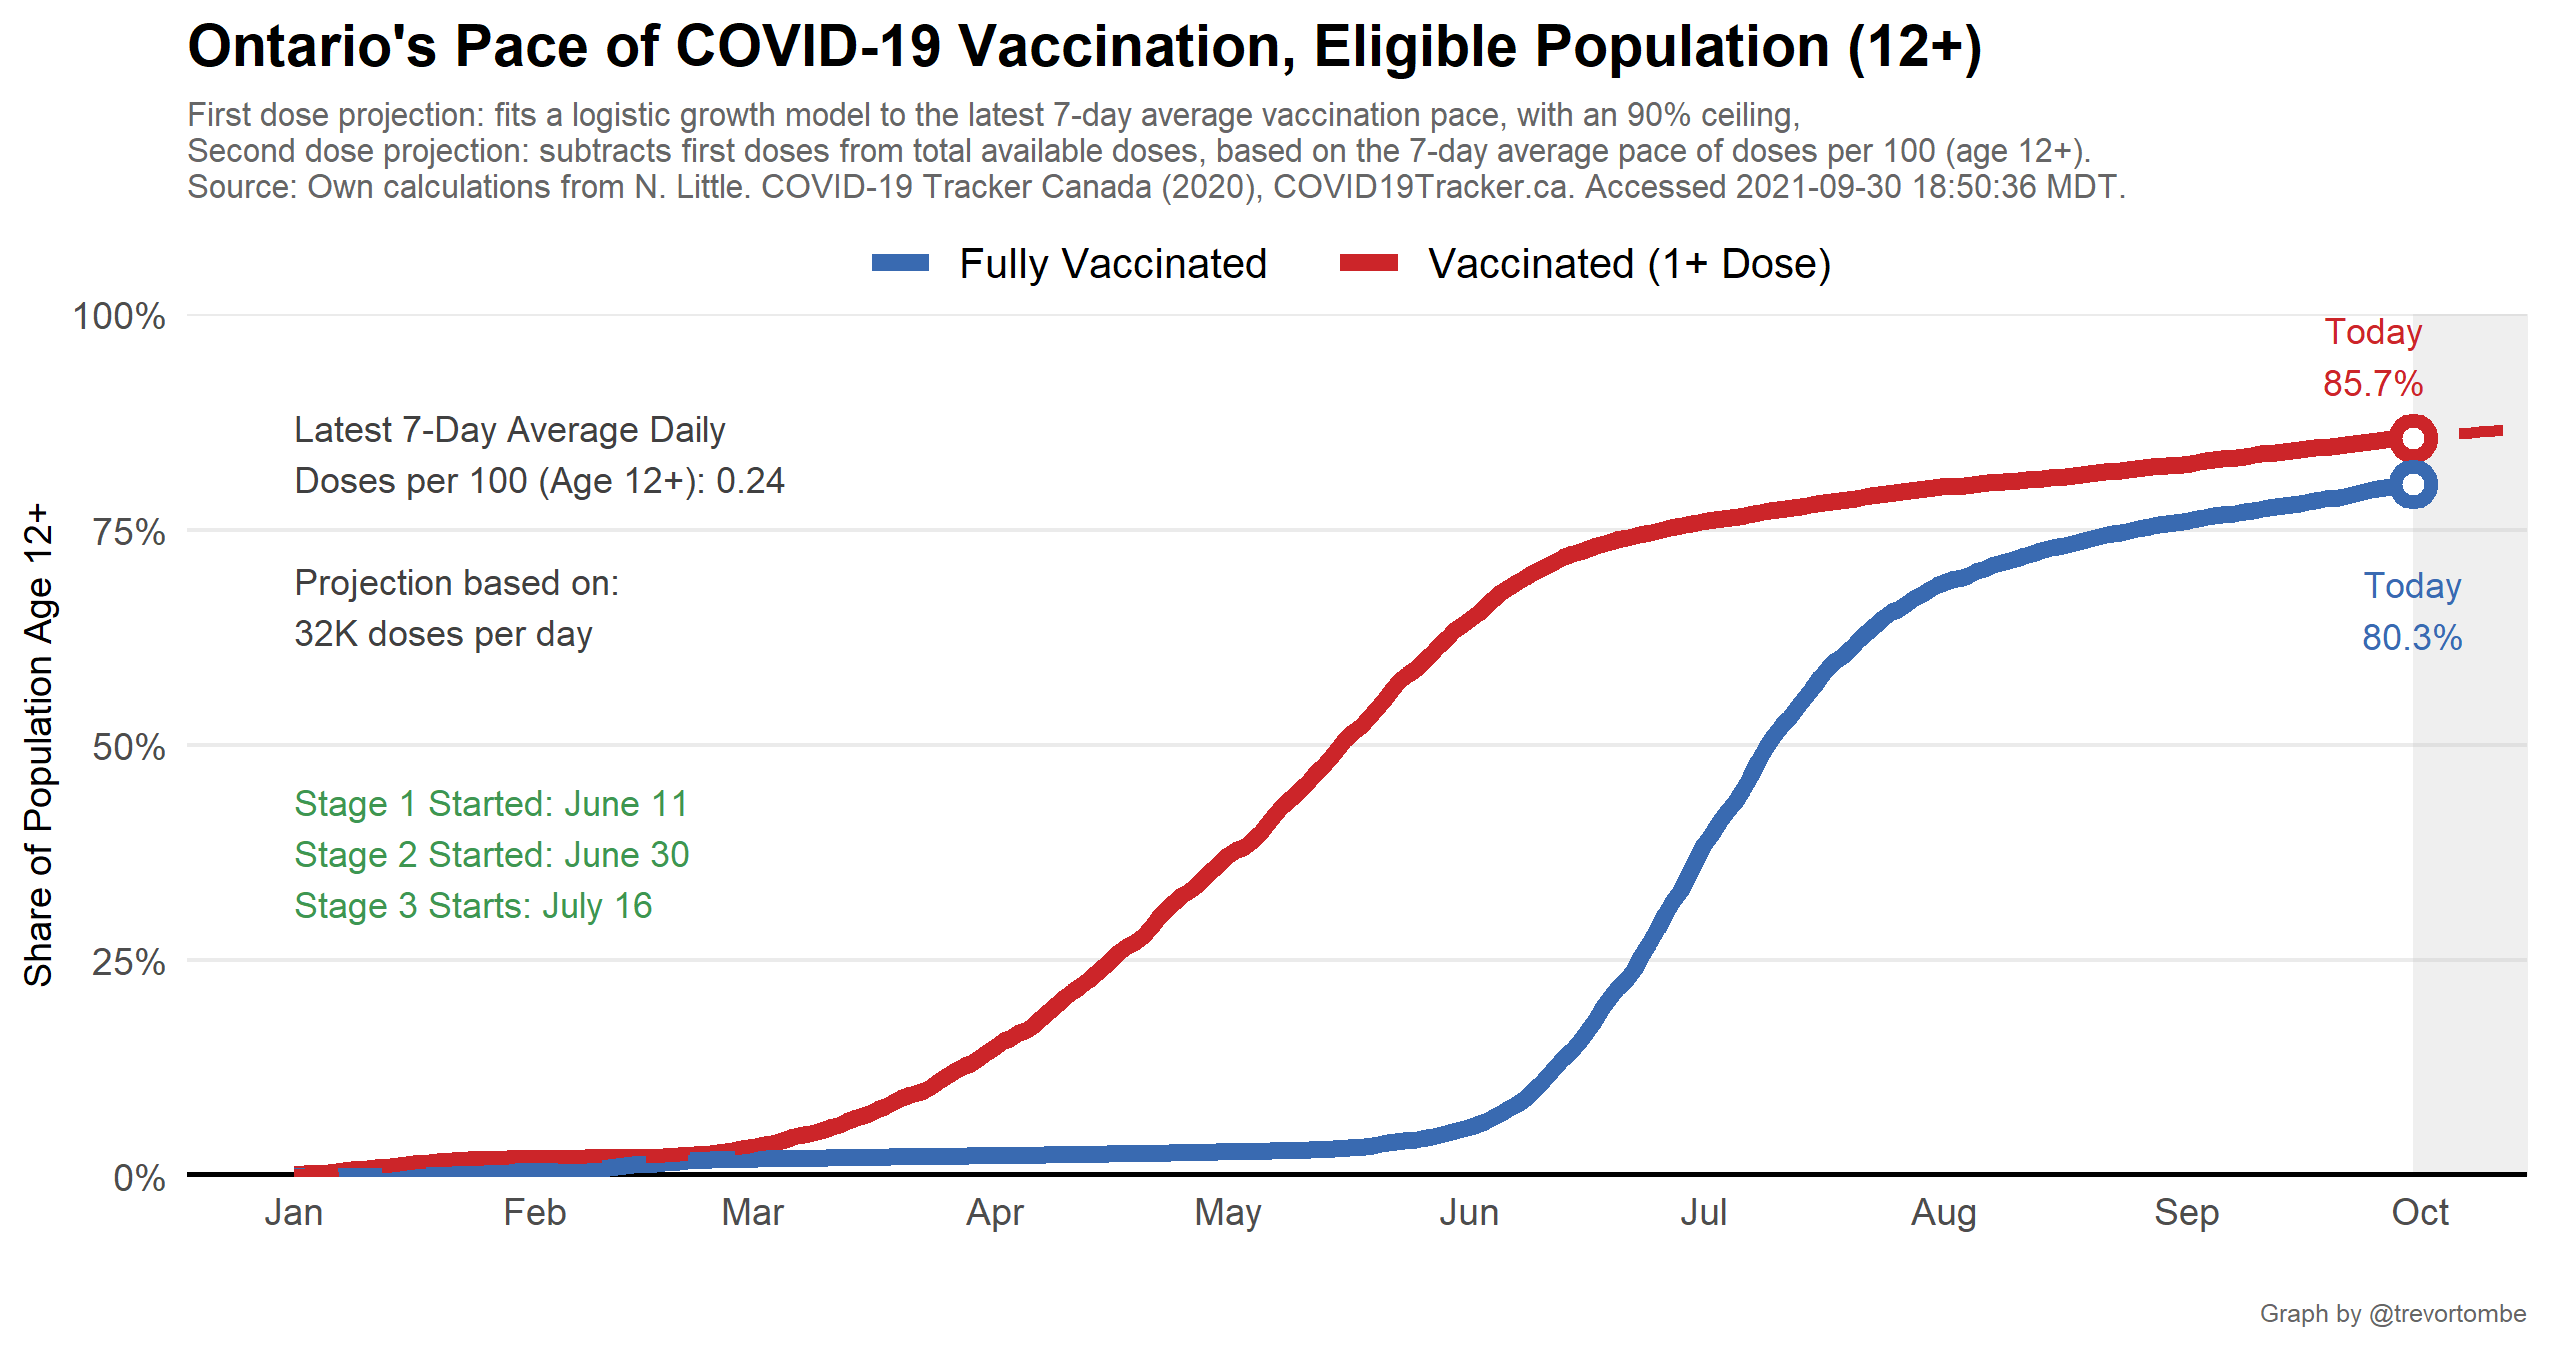 Ontario's Pace of COVID-19 Vaccination, Eligible Population (12+)
First dose projection: fits a logistic growth model to the latest 7-day average vaccination pace, with an 90% ceiling,
Second dose projection: subtracts first doses from total available doses, based on the 7-day average pace of doses per 100 (age 12+).
Source: Own calculations from N. Little. COVID-19 Tracker Canada (2020), COVID19Tracker.ca. Accessed 2021-09-30 18:50:36 MDT.
Fully Vaccinated
Vaccinated (1+ Dose)
Share of Population Age 12+
100%
75%
50%
25%
0%
Latest 7-Day Average Daily
Doses per 100 (Age 12+): 0.24
Projection based on:
32K doses per day
Stage 1 Started: June 11
Stage 2 Started: June 30
Stage 3 Starts: July 16
Today
85.7%
Today
80.3%
Jan
Feb
Mar
Apr
May
Jun
Jul
Aug
Sep
Oct
Graph by @trevortombe